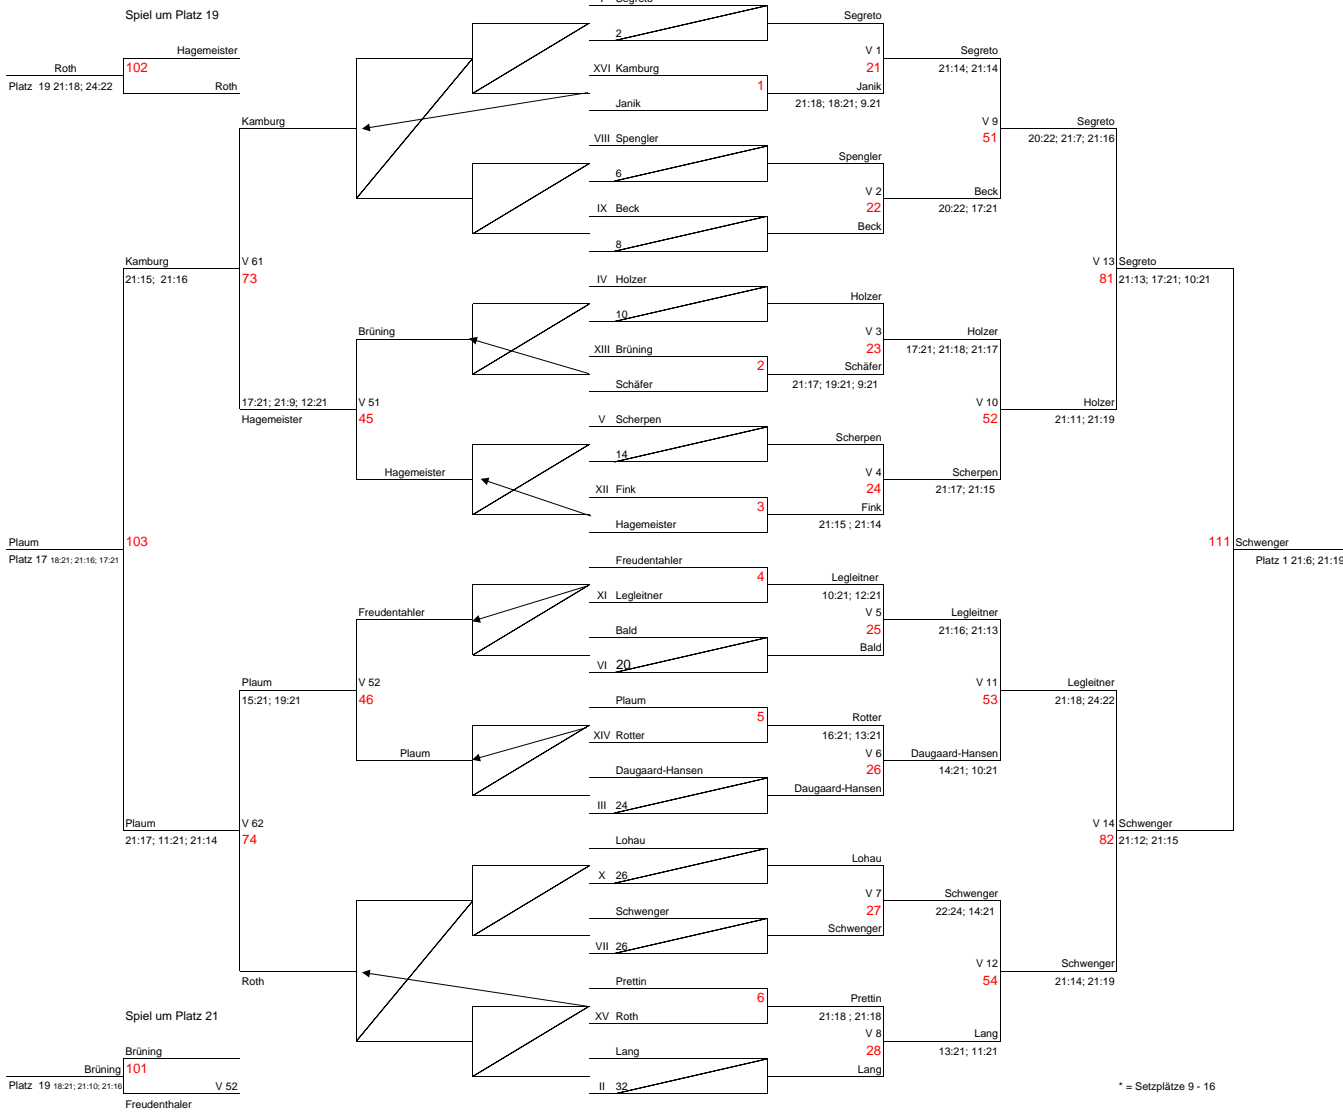 I Segreto
Spiel um Platz 19
Segreto
2
Hagemeister
V 1
Segreto
Roth
102
XVI Kamburg
21
21:14; 21:14
Platz 19 21:18; 24:22
Roth
1
Janik
Janik
21:18; 18:21; 9.21
Kamburg
V 9
Segreto
VIII Spengler
51
20:22; 21:7; 21:16
Spengler
6
V 2
Beck
IX Beck
22
20:22; 17:21
Beck
8
Kamburg
V 61
V 13
Segreto
21:15; 21:16
73
IV Holzer
81
21:13; 17:21; 10:21
Holzer
10
Brüning
V 3
Holzer
XIII Brüning
23
17:21; 21:18; 21:17
2
Schäfer
Schäfer
21:17; 19:21; 9:21
17:21; 21:9; 12:21
V 51
V 10
Holzer
Hagemeister
45
V Scherpen
52
21:11; 21:19
Scherpen
14
Hagemeister
V 4
Scherpen
XII Fink
24
21:17; 21:15
3
Fink
Hagemeister
21:15 ; 21:14
Plaum
103
111
Schwenger
Platz 17 18:21; 21:16; 17:21
Freudentahler
Platz 1 21:6; 21:19
4
Legleitner
XI Legleitner
10:21; 12:21
Freudentahler
V 5
Legleitner
Bald
25
21:16; 21:13
Bald
VI 20
Plaum
V 52
V 11
Legleitner
15:21; 19:21
46
Plaum
53
21:18; 24:22
5
Rotter
XIV Rotter
16:21; 13:21
Plaum
V 6
Daugaard-Hansen
Daugaard-Hansen
26
14:21; 10:21
Daugaard-Hansen
III 24
Plaum
V 62
V 14
Schwenger
21:17; 11:21; 21:14
74
Lohau
82
21:12; 21:15
Lohau
X 26
V 7
Schwenger
Schwenger
27
22:24; 14:21
Schwenger
VII 26
V 12
Schwenger
Roth
Prettin
54
21:14; 21:19
6
Prettin
Spiel um Platz 21
XV Roth
21:18 ; 21:18
V 8
Lang
Brüning
Lang
28
13:21; 11:21
Brüning
101
Lang
Platz 19 18:21; 21:10; 21:16
V 52
II 32
* = Setzplätze 9 - 16
Freudenthaler